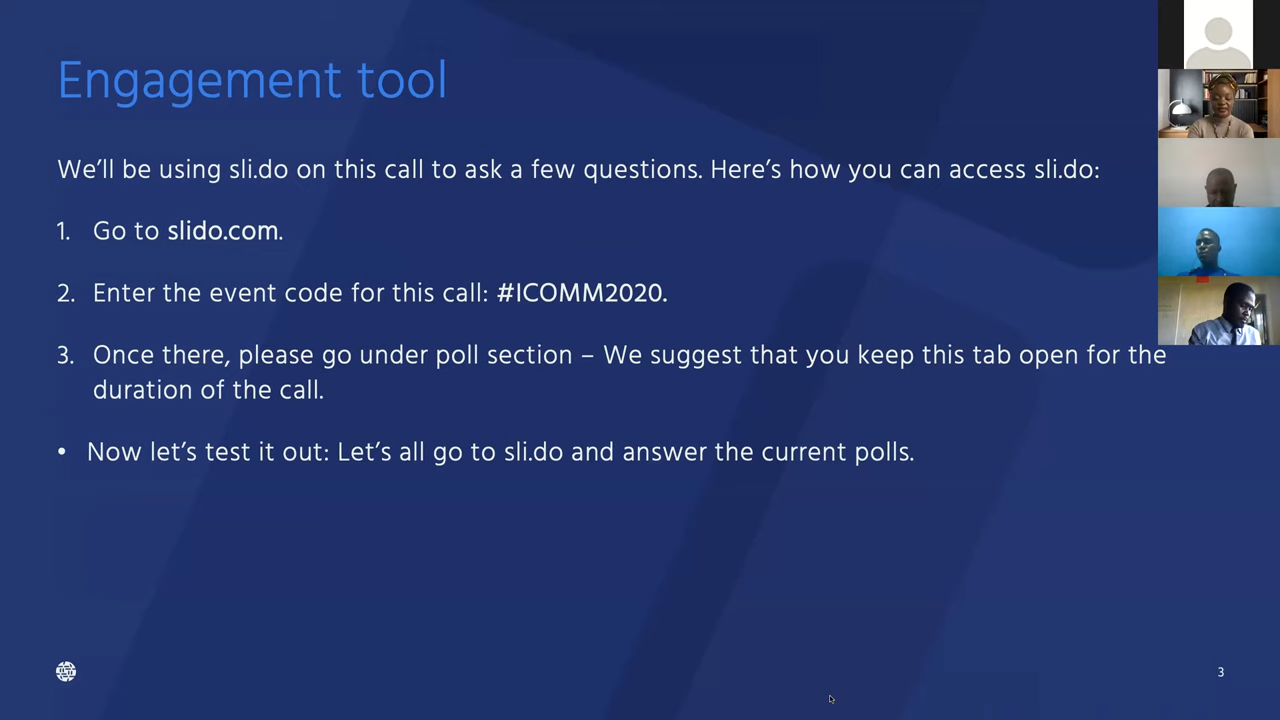 Engagement tool
We'll be using sli.do on this call to ask a few questions. Here's how you can access sli.do:
1. Go to slido.com.
2. Enter the event code for this call: #ICOMM2020.
3. Once there, please go under poll section – We suggest that you keep this tab open for the
duration of the call.
• Now let's test it out: Let's all go to sli.do and answer the current polls.
3